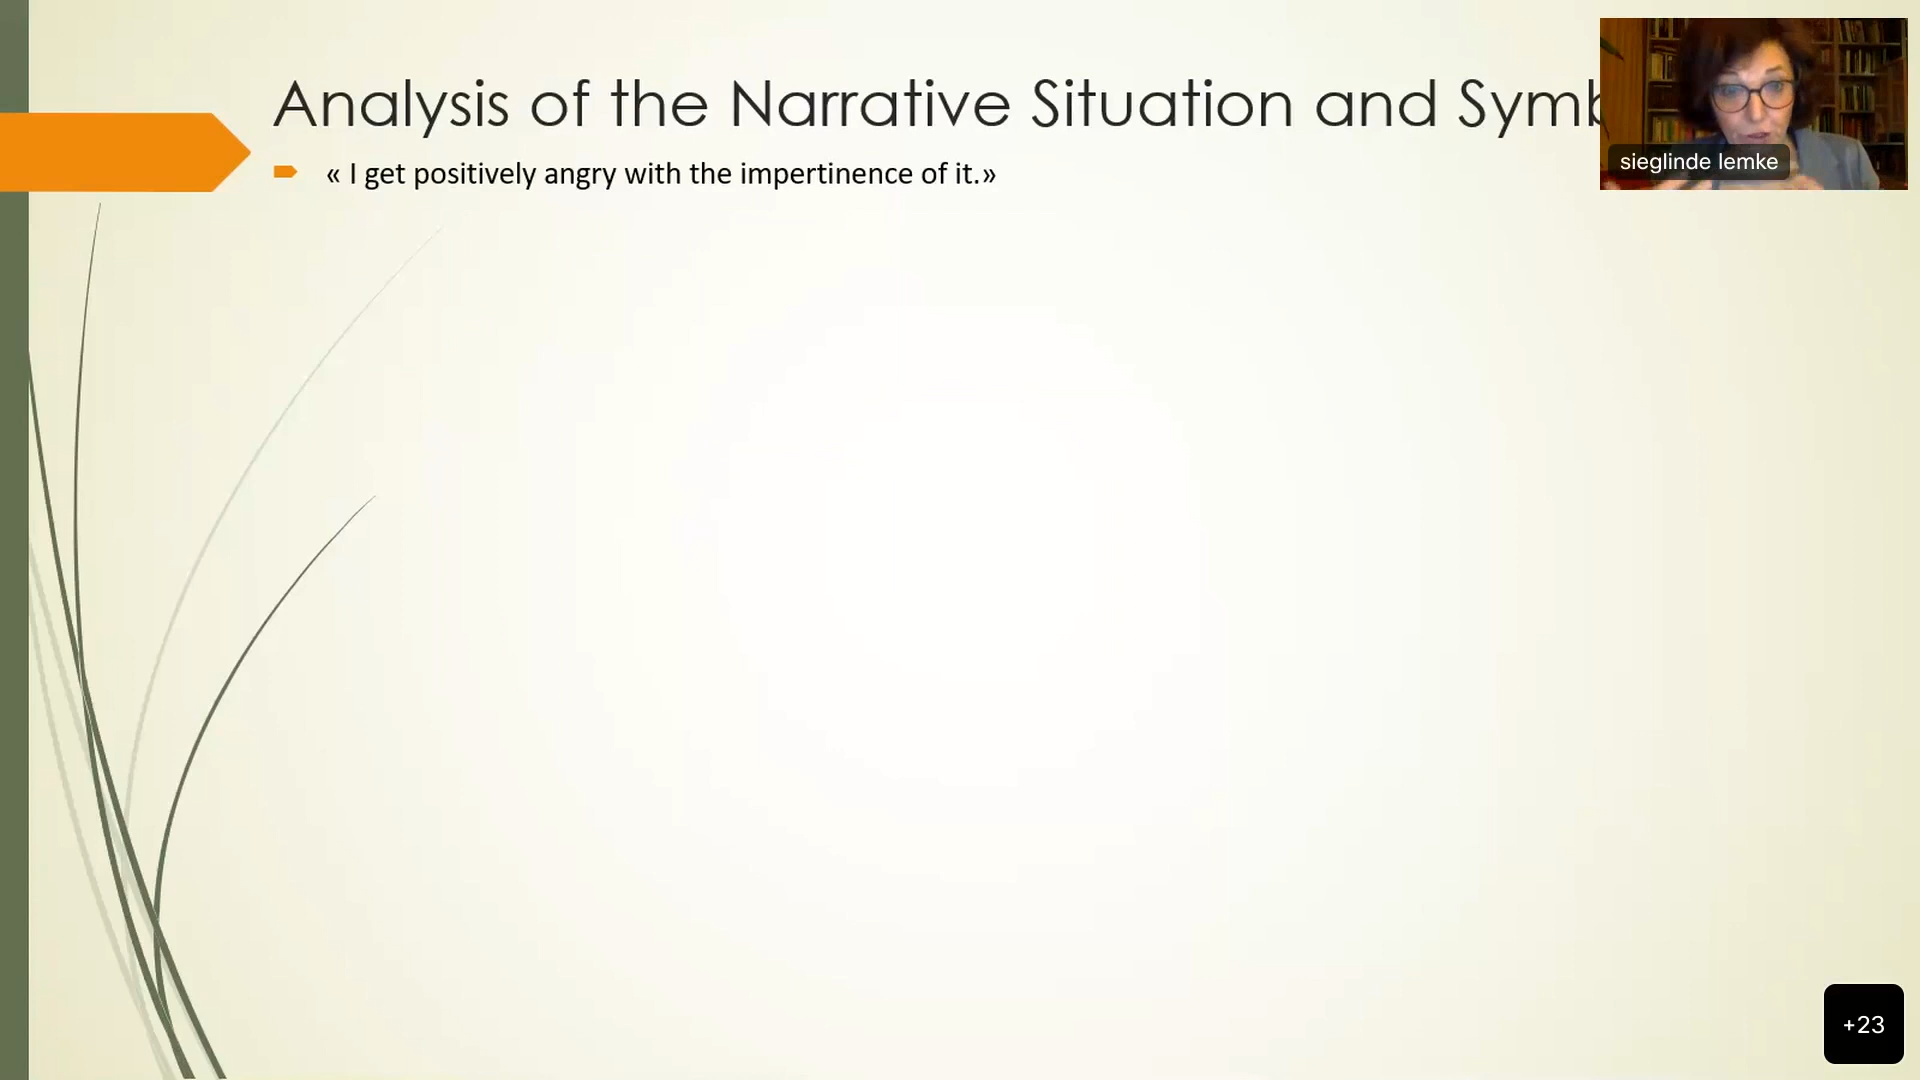 Analysis of the Narrative Situation and Symb
« I get positively angry with the impertinence of it.»
sieglinde lemke
+23